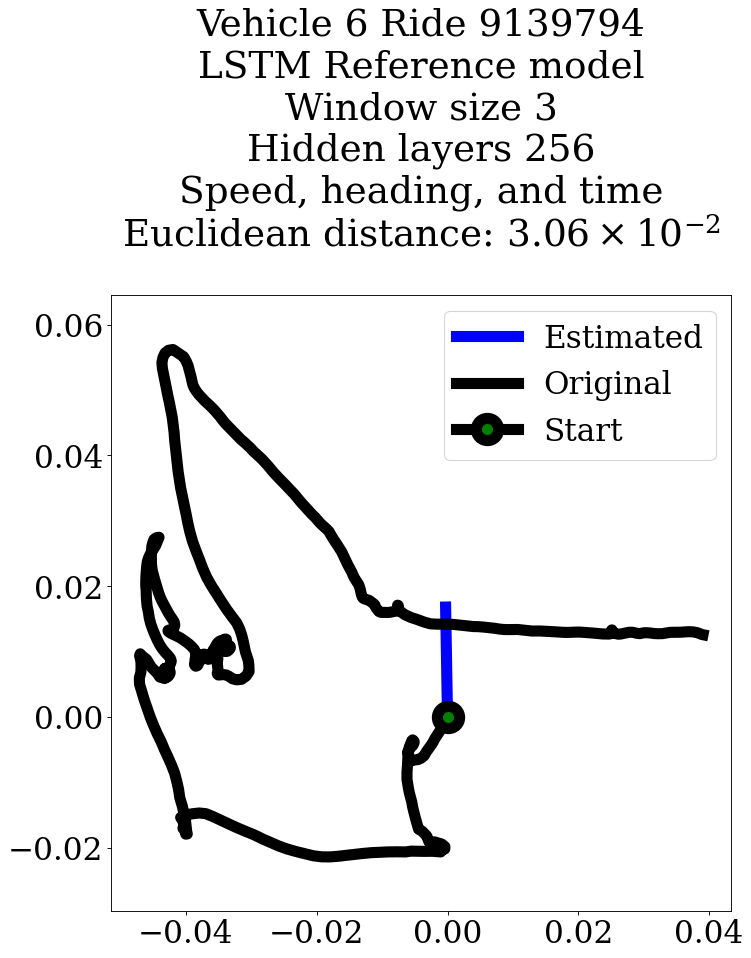 Vehicle 6 Ride 9139794
LSTM Reference model
Window size 3
Hidden layers 256
Speed, heading, and time
Euclidean distance: 3.06 × 10⁻²
Estimated
Original
Start
0.06
0.04
0.02
0.00
−0.02
−0.04 −0.02 0.00 0.02 0.04